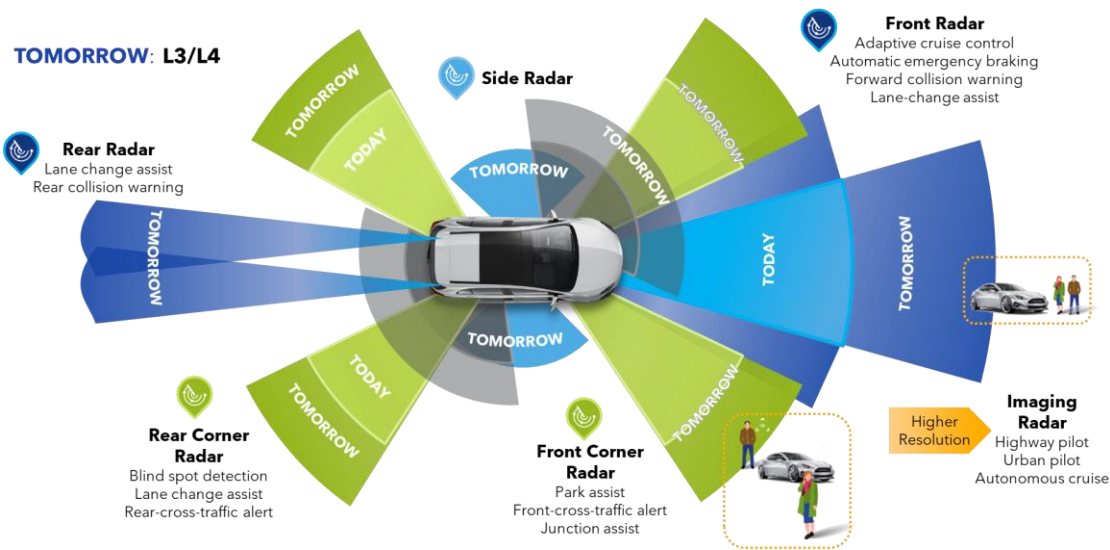 TOMORROW: L3/L4
Side Radar
Front Radar
Adaptive cruise control
Automatic emergency braking
Forward collision warning
Lane-change assist
Rear Radar
Lane change assist
Rear collision warning
TOMORROW
TODAY
TOMORROW
TOMORROW
TOMORROW
TOMORROW
TOMORROW
TODAY
TOMORROW
TOMORROW
TODAY
TOMORROW
TOMORROW
Rear Corner
Radar
Blind spot detection
Lane change assist
Rear-cross-traffic alert
Front Corner
Radar
Park assist
Front-cross-traffic alert
Junction assist
Higher
Resolution
Imaging
Radar
Highway pilot
Urban pilot
Autonomous cruise